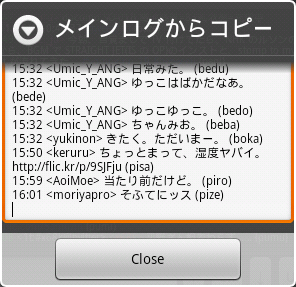 メインログからコピー
15:32 <Umic_Y_ANG> 日常みた。 (bedu)
15:32 <Umic_Y_ANG> ゆっこはばかだなあ。
(bede)
15:32 <Umic_Y_ANG> ゆっこゆっこ。 (bedo)
15:32 <Umic_Y_ANG> ちゃんみお。 (beba)
15:32 <yukinon> きたく。ただいまー。 (boka)
15:50 <keruru> ちょっとまって、湿度ヤバイ。
http://flic.kr/p/9SJFju (pisa)
15:59 <AoiMoe> 当たり前だけど。 (piro)
16:01 <moriyapro> そふてにッス (pize)
Close